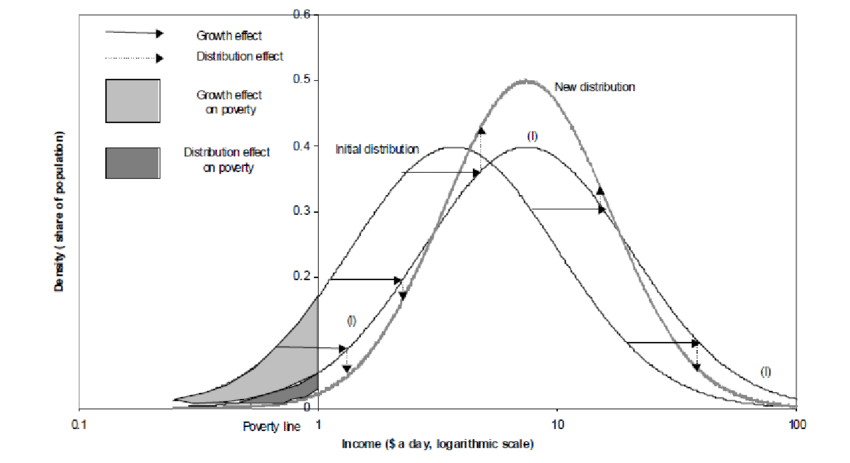 0.6
Growth effect
Distribution effect
Growth effect
on poverty
Distribution effect
on poverty
0.5
New distribution
0.4
Initial distribution
(I)
0.3
0.2
(I)
(I)
0
0.1
Poverty line
1
10
100
Income ($ a day, logarithmic scale)
Density ( share of population)